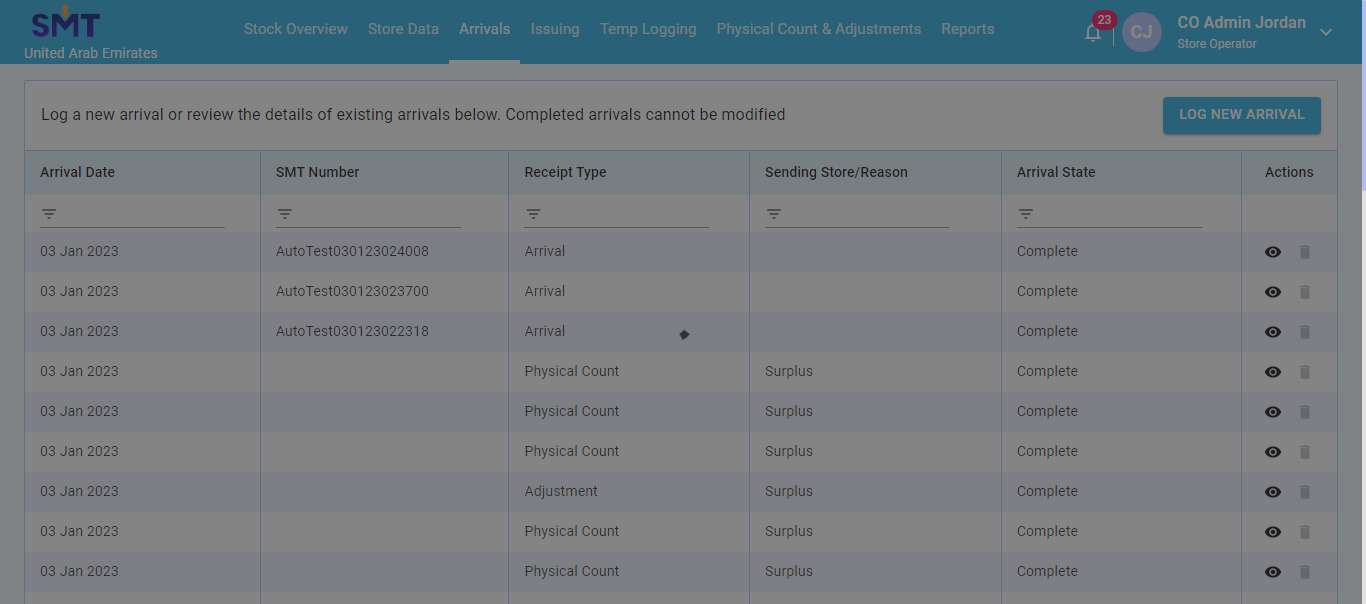 SMT
United Arab Emirates
Stock Overview Store Data Arrivals Issuing Temp Logging Physical Count & Adjustments Reports
23
CJ
CO Admin Jordan
Store Operator
Log a new arrival or review the details of existing arrivals below. Completed arrivals cannot be modified
LOG NEW ARRIVAL
Arrival Date SMT Number Receipt Type Sending Store/Reason Arrival State Actions
03 Jan 2023 AutoTest030123024008 Arrival Complete
03 Jan 2023 AutoTest030123023700 Arrival Complete
03 Jan 2023 AutoTest030123022318 Arrival Complete
03 Jan 2023 Physical Count Surplus Complete
03 Jan 2023 Physical Count Surplus Complete
03 Jan 2023 Physical Count Surplus Complete
03 Jan 2023 Adjustment Surplus Complete
03 Jan 2023 Physical Count Surplus Complete
03 Jan 2023 Physical Count Surplus Complete